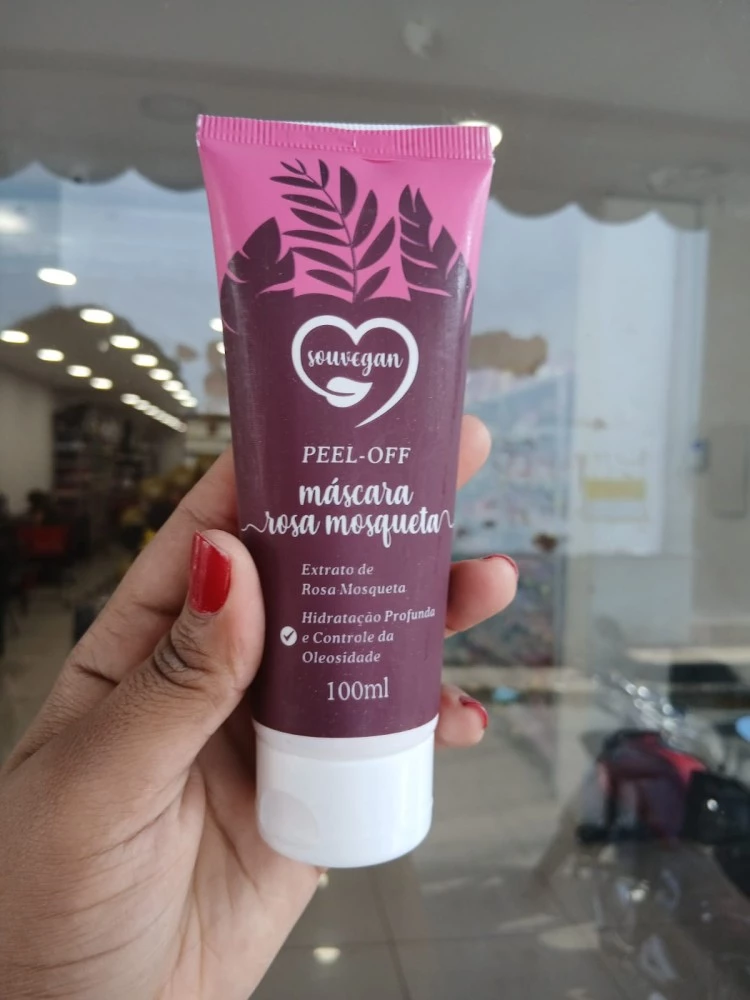 souvegan
PEEL-OFF
máscara
rosa mosqueta
Extrato de
Rosa Mosqueta
Hidratação Profunda
e Controle da
Oleosidade
100ml